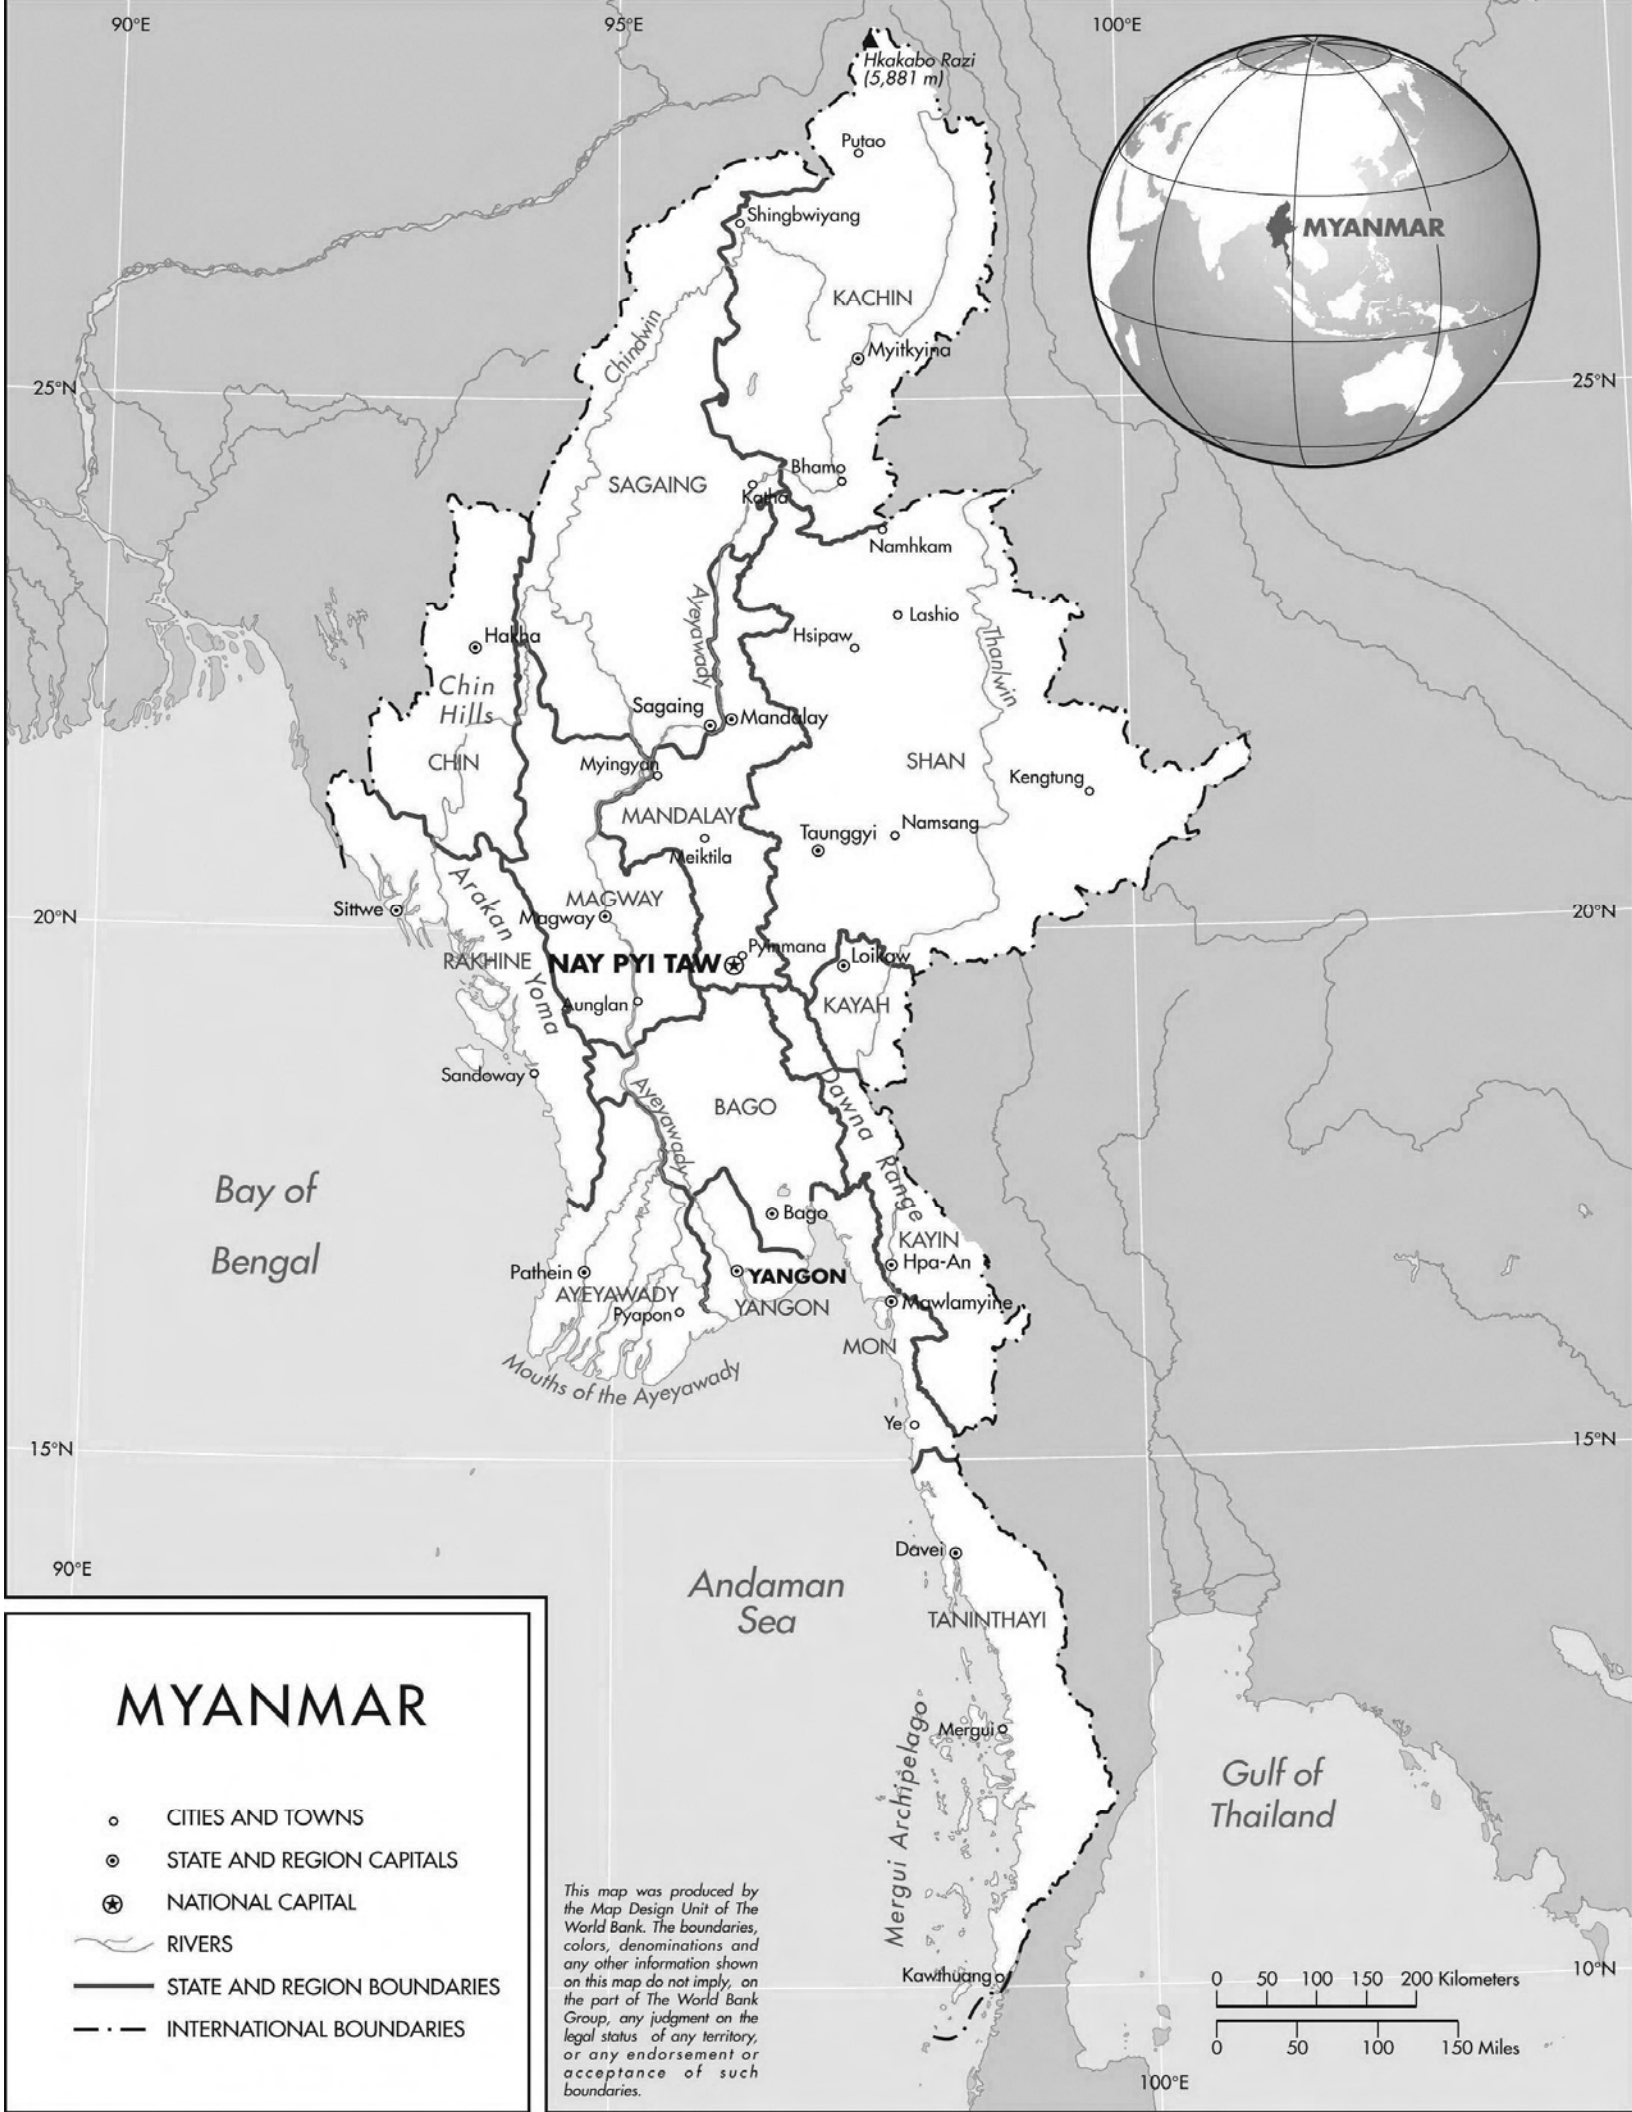 90°E
95°E
100°E
Hkakabo Razi
(5,881 m)
Putao
Shingbwiyang
MYANMAR
KACHIN
Chindwin
Myitkyina
25°N
25°N
Bhamo
SAGAING
Katha
Namhkam
Ayeyawady
Lashio
Hsipaw
Thanlwin
Hakha
Chin
Hills
Sagaing
Mandalay
CHIN
Myingyan
SHAN
Kengtung
MANDALAY
Taunggyi
Namsang
Meiktila
Arakan Yoma
MAGWAY
Sittwe
Magway
20°N
20°N
Pyinmana
RAKHINE
NAY PYI TAW
Loikaw
Aunglan
KAYAH
Sandoway
Ayeyawady
BAGO
Dawna Range
Bay of
Bengal
Bago
KAYIN
Hpa-An
Pathein
YANGON
AYEYAWADY
YANGON
Pyapon
Mawlamyine
MON
Mouths of the Ayeyawady
Ye
15°N
15°N
Davei
90°E
Andaman
Sea
TANINTHAYI
Mergui
Mergui Archipelago
Gulf of
Thailand
Kawthuang
10°N
0 50 100 150 200 Kilometers
0 50 100 150 Miles
100°E
MYANMAR
CITIES AND TOWNS
STATE AND REGION CAPITALS
NATIONAL CAPITAL
RIVERS
STATE AND REGION BOUNDARIES
INTERNATIONAL BOUNDARIES
This map was produced by
the Map Design Unit of The
World Bank. The boundaries,
colors, denominations and
any other information shown
on this map do not imply, on
the part of The World Bank
Group, any judgment on the
legal status of any territory,
or any endorsement or
acceptance of such
boundaries.